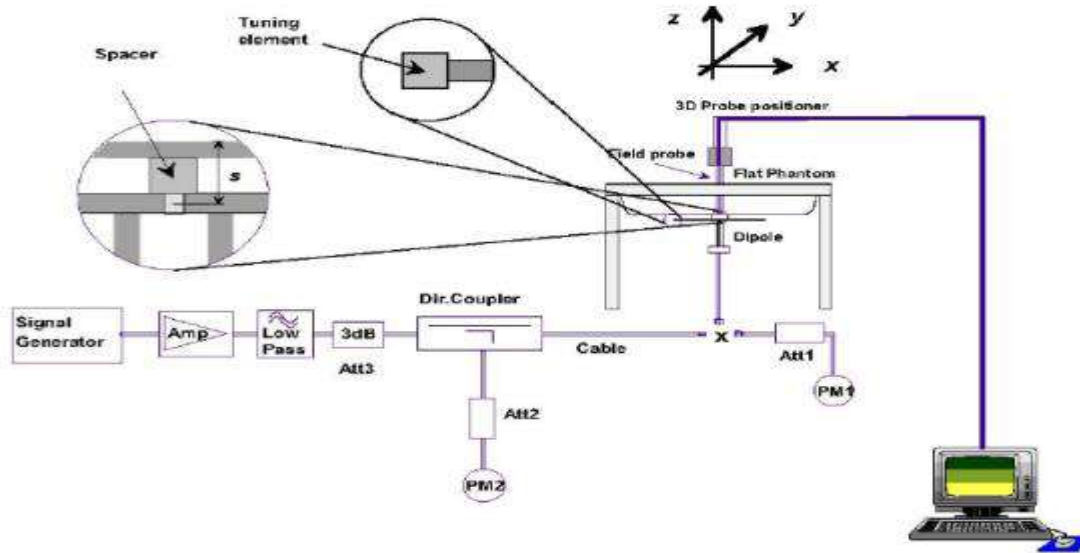 Tuning
element
Spacer
s
z
y
x
3D Probe positioner
Field probe
Flat Phantom
Dipole
Dir.Coupler
Signal
Generator
Amp
Low
Pass
3dB
Att3
Cable
X
Att1
PM1
Att2
PM2